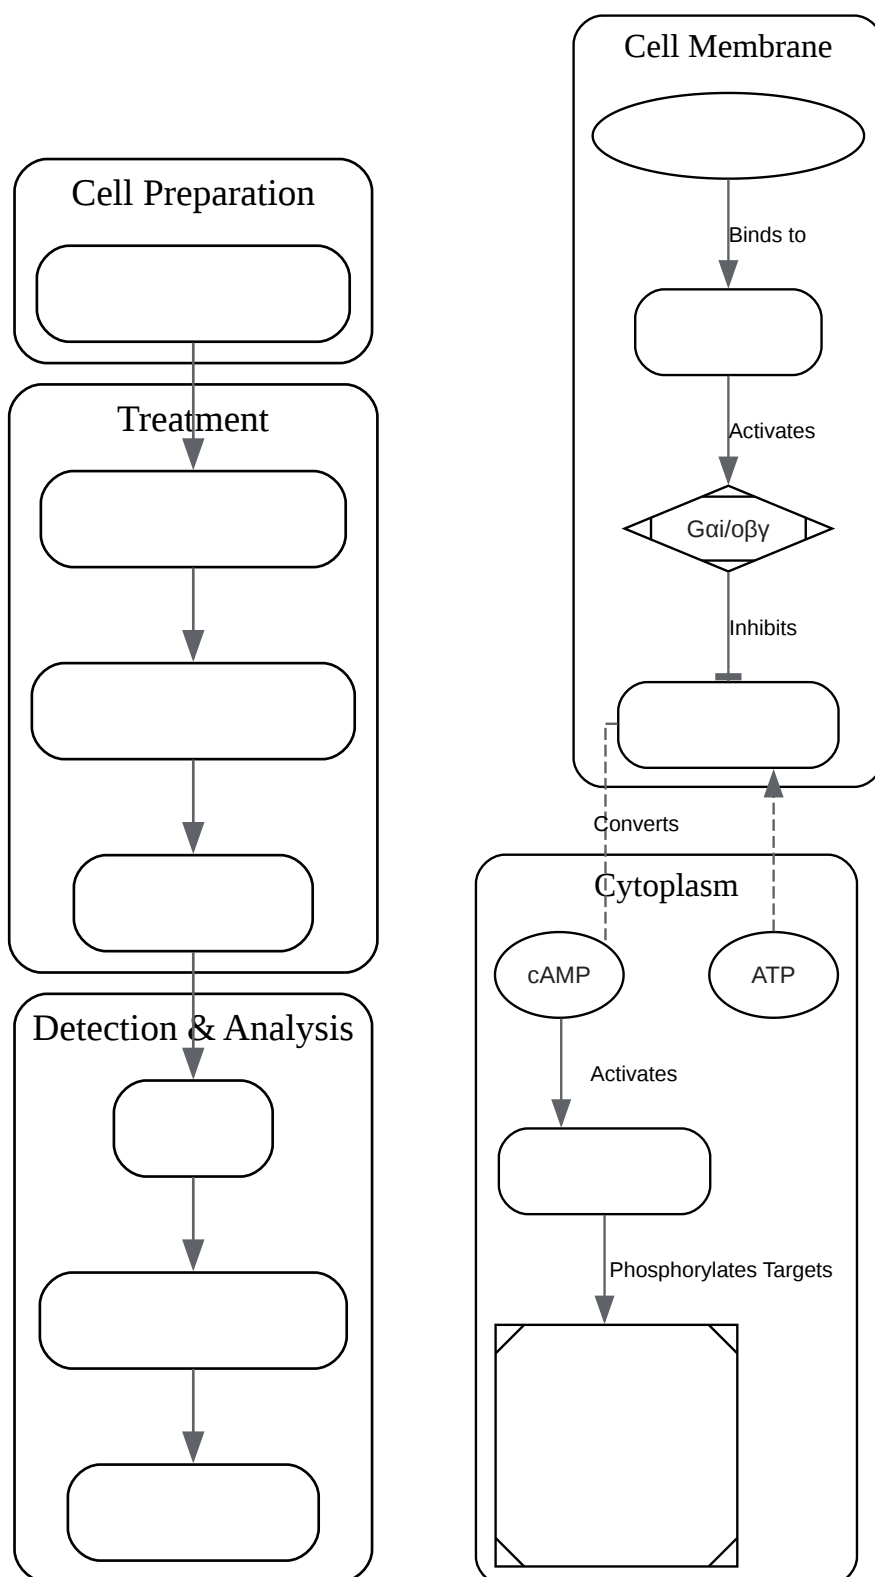 Cell Preparation
Treatment
Detection & Analysis
Cell Membrane
Binds to
Activates
Gαi/oβγ
Inhibits
Converts
Cytoplasm
cAMP
ATP
Activates
Phosphorylates Targets